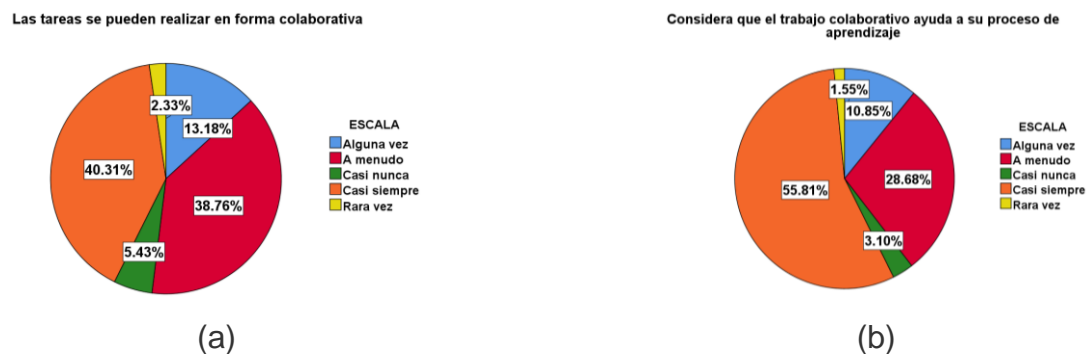 Las tareas se pueden realizar en forma colaborativa
2.33%
13.18%
40.31%
38.76%
5.43%
ESCALA
Alguna vez
A menudo
Casi nunca
Casi siempre
Rara vez
(a)
Considera que el trabajo colaborativo ayuda a su proceso de
aprendizaje
1.55%
10.85%
28.68%
55.81%
3.10%
ESCALA
Alguna vez
A menudo
Casi nunca
Casi siempre
Rara vez
(b)